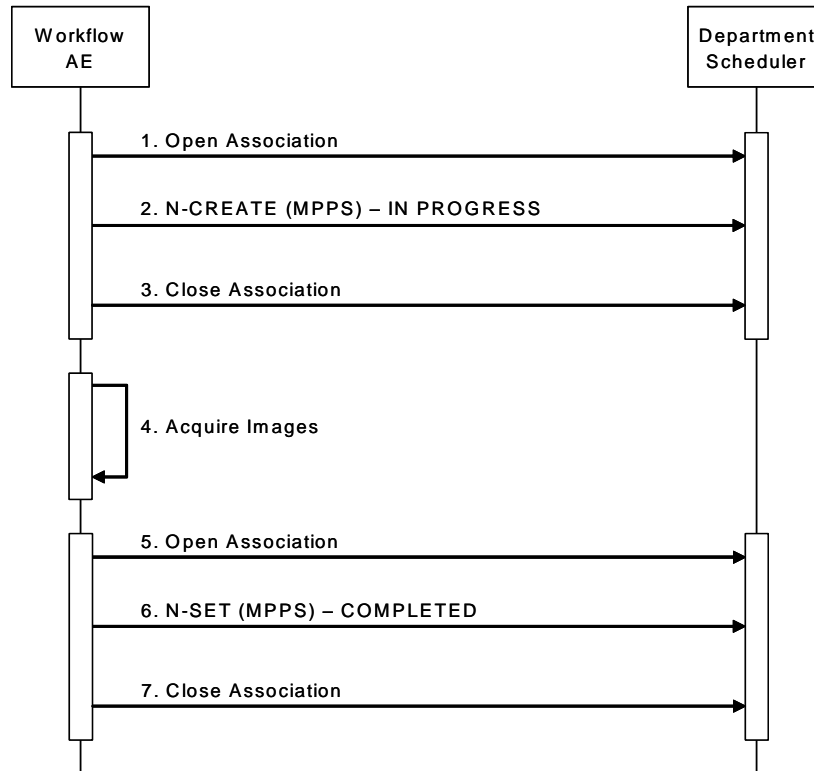 Workflow
AE
Department
Scheduler
1. Open Association
2. N-CREATE (MPPS) – IN PROGRESS
3. Close Association
4. Acquire Images
5. Open Association
6. N-SET (MPPS) – COMPLETED
7. Close Association